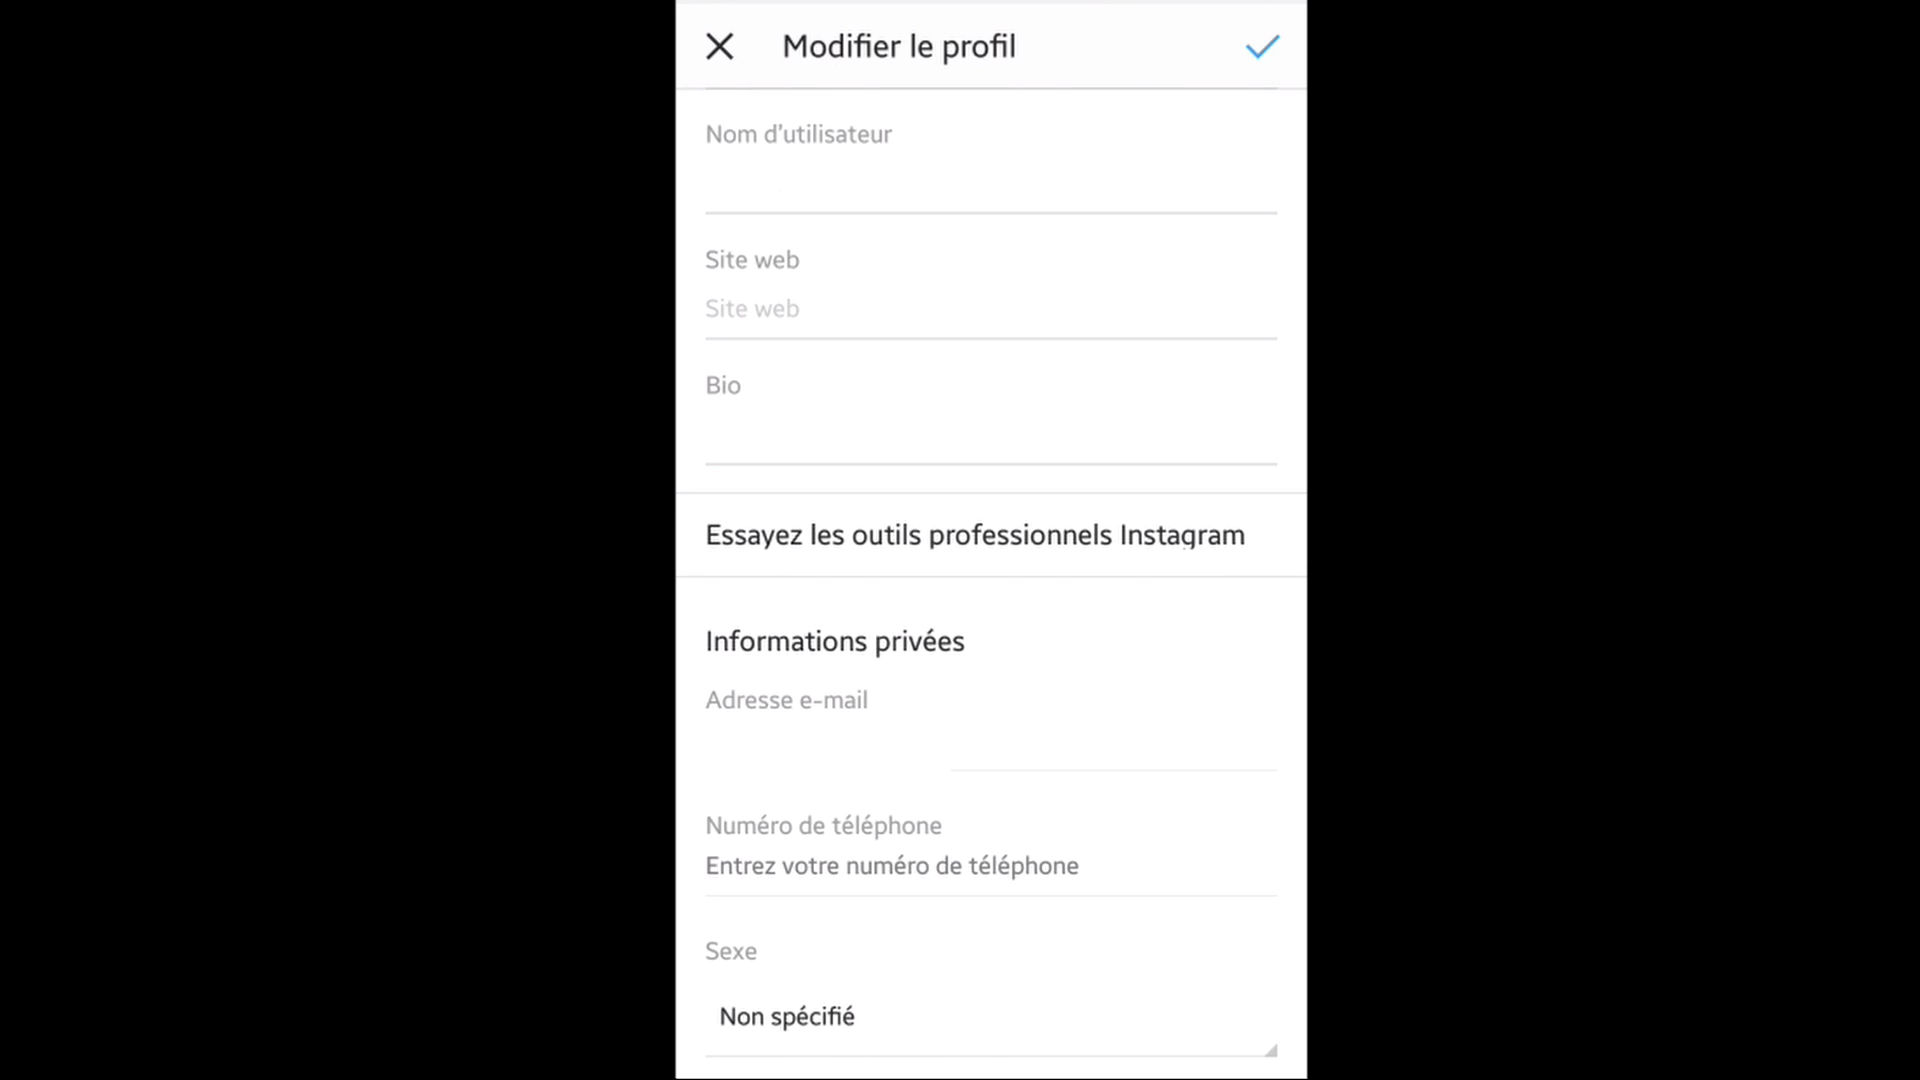 Modifier le profil
Nom d'utilisateur
Site web
Site web
Bio
Essayez les outils professionnels Instagram
Informations privées
Adresse e-mail
Numéro de téléphone
Entrez votre numéro de téléphone
Sexe
Non spécifié